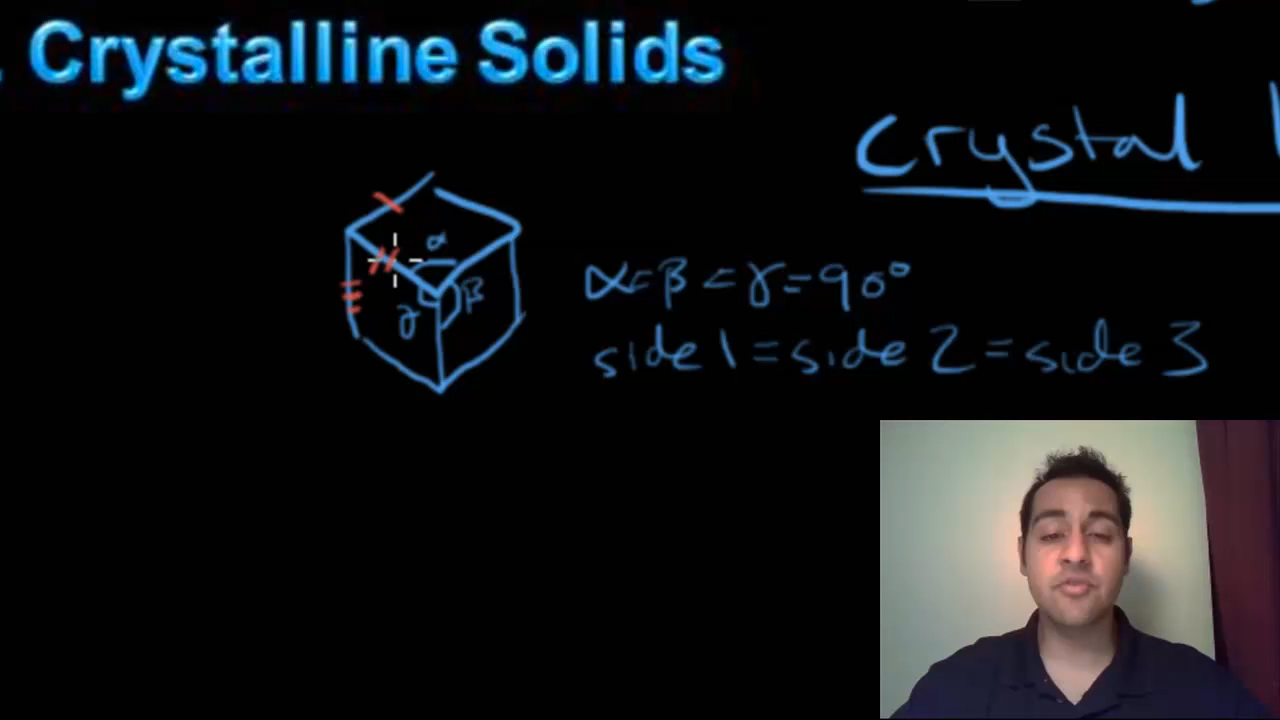 Crystalline Solids
Crystal
α
γ β
α=β=γ=90°
side 1 = side 2 = side 3